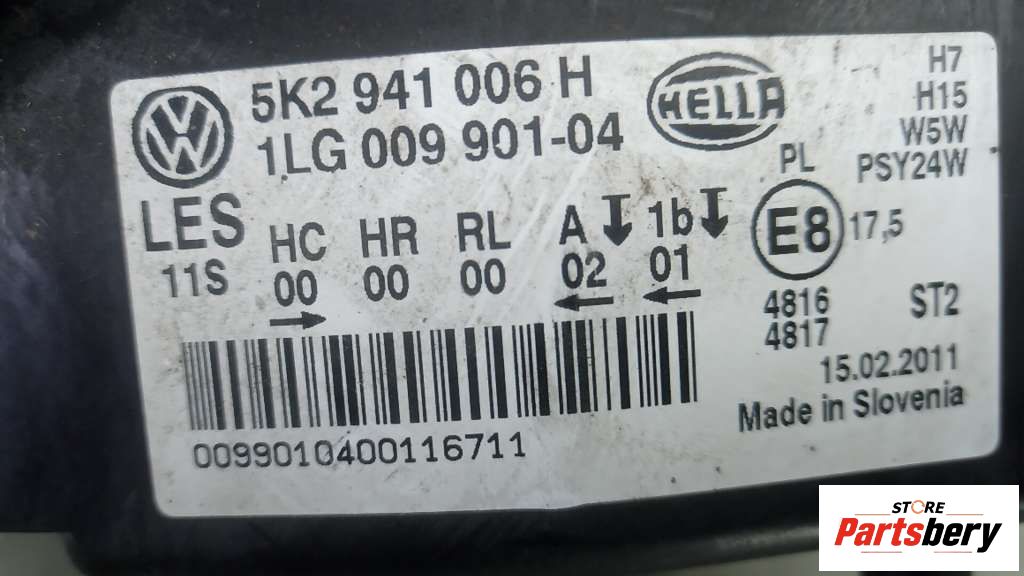 5K2 941 006 H
1LG 009 901-04
HELLA
H7
H15
W5W
PSY24W
LES
11S
HC HR RL A 1b
00 00 00 02 01
PL
E8 17,5
4816 ST2
4817
15.02.2011
Made in Slovenia
0099010400116711
STORE
Partsbery